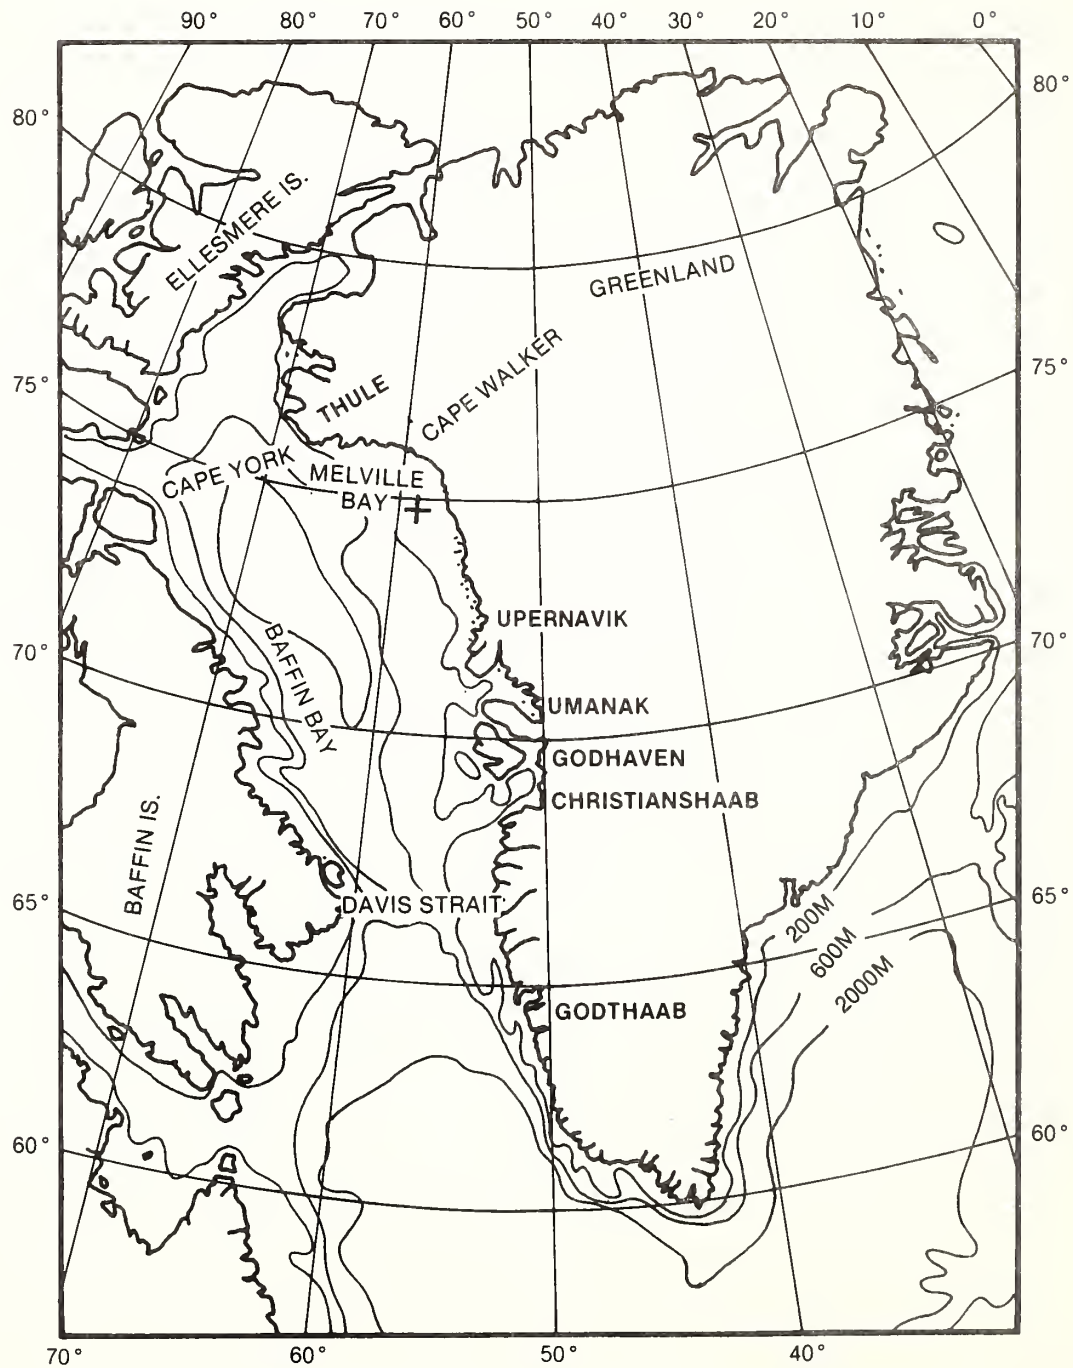 90° 80° 70° 60° 50° 40° 30° 20° 10° 0°
80° 80°
ELLESMERE IS.
GREENLAND
75° 75°
CAPE WALKER
THULE
CAPE YORK
MELVILLE
BAY
UPERNAVIK
70° 70°
BAFFIN BAY
UMANAK
GODHAVEN
CHRISTIANSHAAB
BAFFIN IS.
65° 65°
DAVIS STRAIT
200M
600M
2000M
GODTHAAB
60° 60°
70° 60° 50° 40°